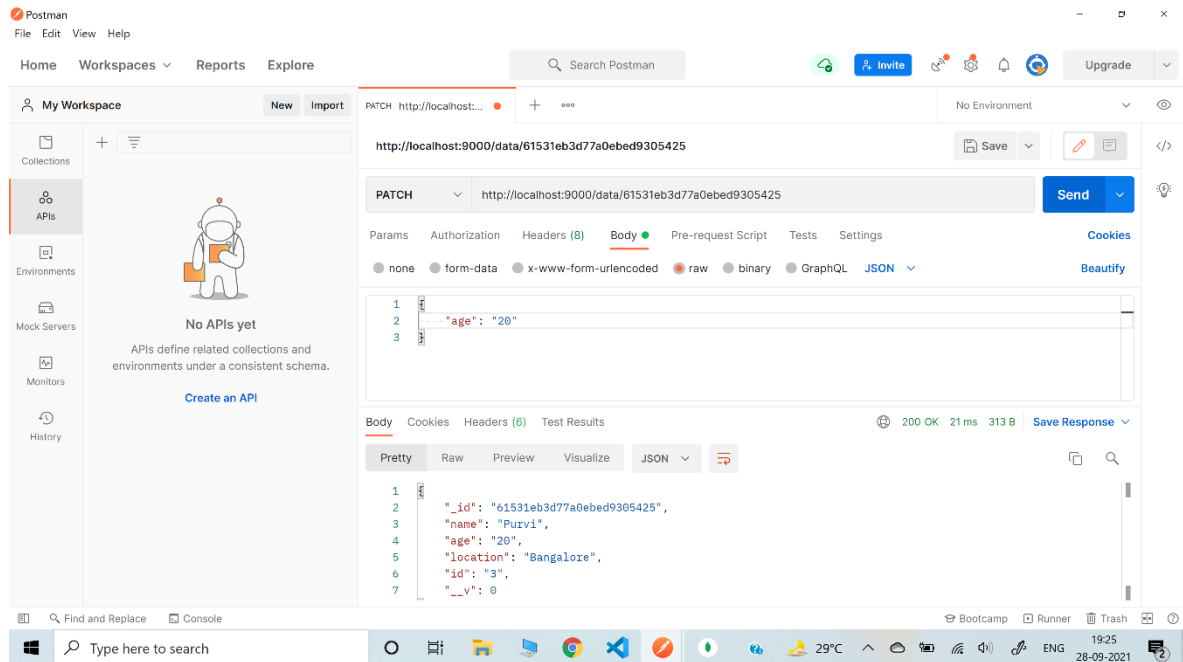 Postman
File Edit View Help
Home Workspaces Reports Explore Search Postman Invite Upgrade
My Workspace New Import PATCH http://localhost:... No Environment
http://localhost:9000/data/61531eb3d77a0ebed9305425 Save
Collections
APIs
Environments
Mock Servers
Monitors
History
No APIs yet
APIs define related collections and
environments under a consistent schema.
Create an API
PATCH http://localhost:9000/data/61531eb3d77a0ebed9305425 Send
Params Authorization Headers (8) Body Pre-request Script Tests Settings Cookies
none form-data x-www-form-urlencoded raw binary GraphQL JSON Beautify
1 {
2 "age": "20"
3 }
Body Cookies Headers (6) Test Results 200 OK 21 ms 313 B Save Response
Pretty Raw Preview Visualize JSON
1 {
2 "_id": "61531eb3d77a0ebed9305425",
3 "name": "Purvi",
4 "age": "20",
5 "location": "Bangalore",
6 "id": "3",
7 "__v": 0
Find and Replace Console Bootcamp Runner Trash
Type here to search 29°C ENG 19:25
28-09-2021 2